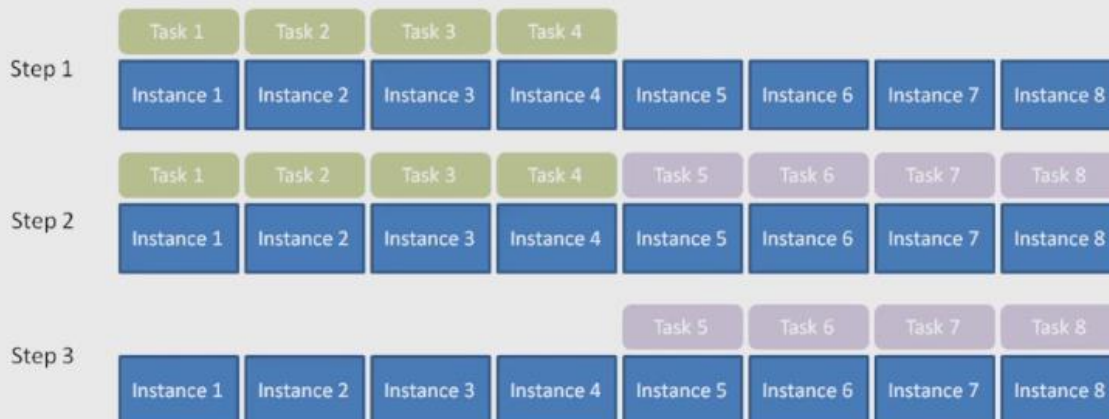 Task 1 Task 2 Task 3 Task 4
Step 1
Instance 1 Instance 2 Instance 3 Instance 4 Instance 5 Instance 6 Instance 7 Instance 8
Task 1 Task 2 Task 3 Task 4 Task 5 Task 6 Task 7 Task 8
Step 2
Instance 1 Instance 2 Instance 3 Instance 4 Instance 5 Instance 6 Instance 7 Instance 8
Task 5 Task 6 Task 7 Task 8
Step 3
Instance 1 Instance 2 Instance 3 Instance 4 Instance 5 Instance 6 Instance 7 Instance 8